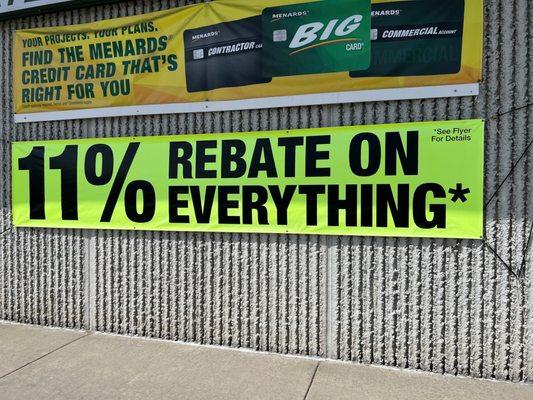 YOUR PROJECTS. YOUR PLANS.
FIND THE MENARDS®
CREDIT CARD THAT'S
RIGHT FOR YOU
MENARDS
CONTRACTOR CARD
MENARDS
BIG
CARD
MENARDS
COMMERCIAL ACCOUNT
11% REBATE ON
EVERYTHING*
*See Flyer
For Details